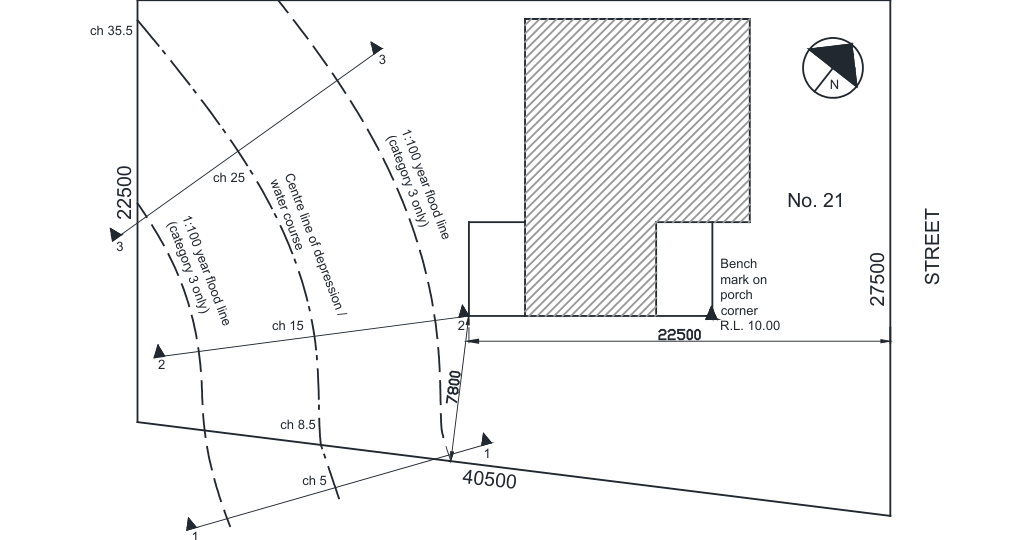 ch 35.5
3
N
1:100 year flood line
(category 3 only)
ch 25
Centre line of depression /
water course
22500
No. 21
1:100 year flood line
(category 3 only)
3
STREET
27500
Bench
mark on
porch
corner
R.L. 10.00
ch 15
2
22500
2
7800
ch 8.5
1
40500
ch 5
1